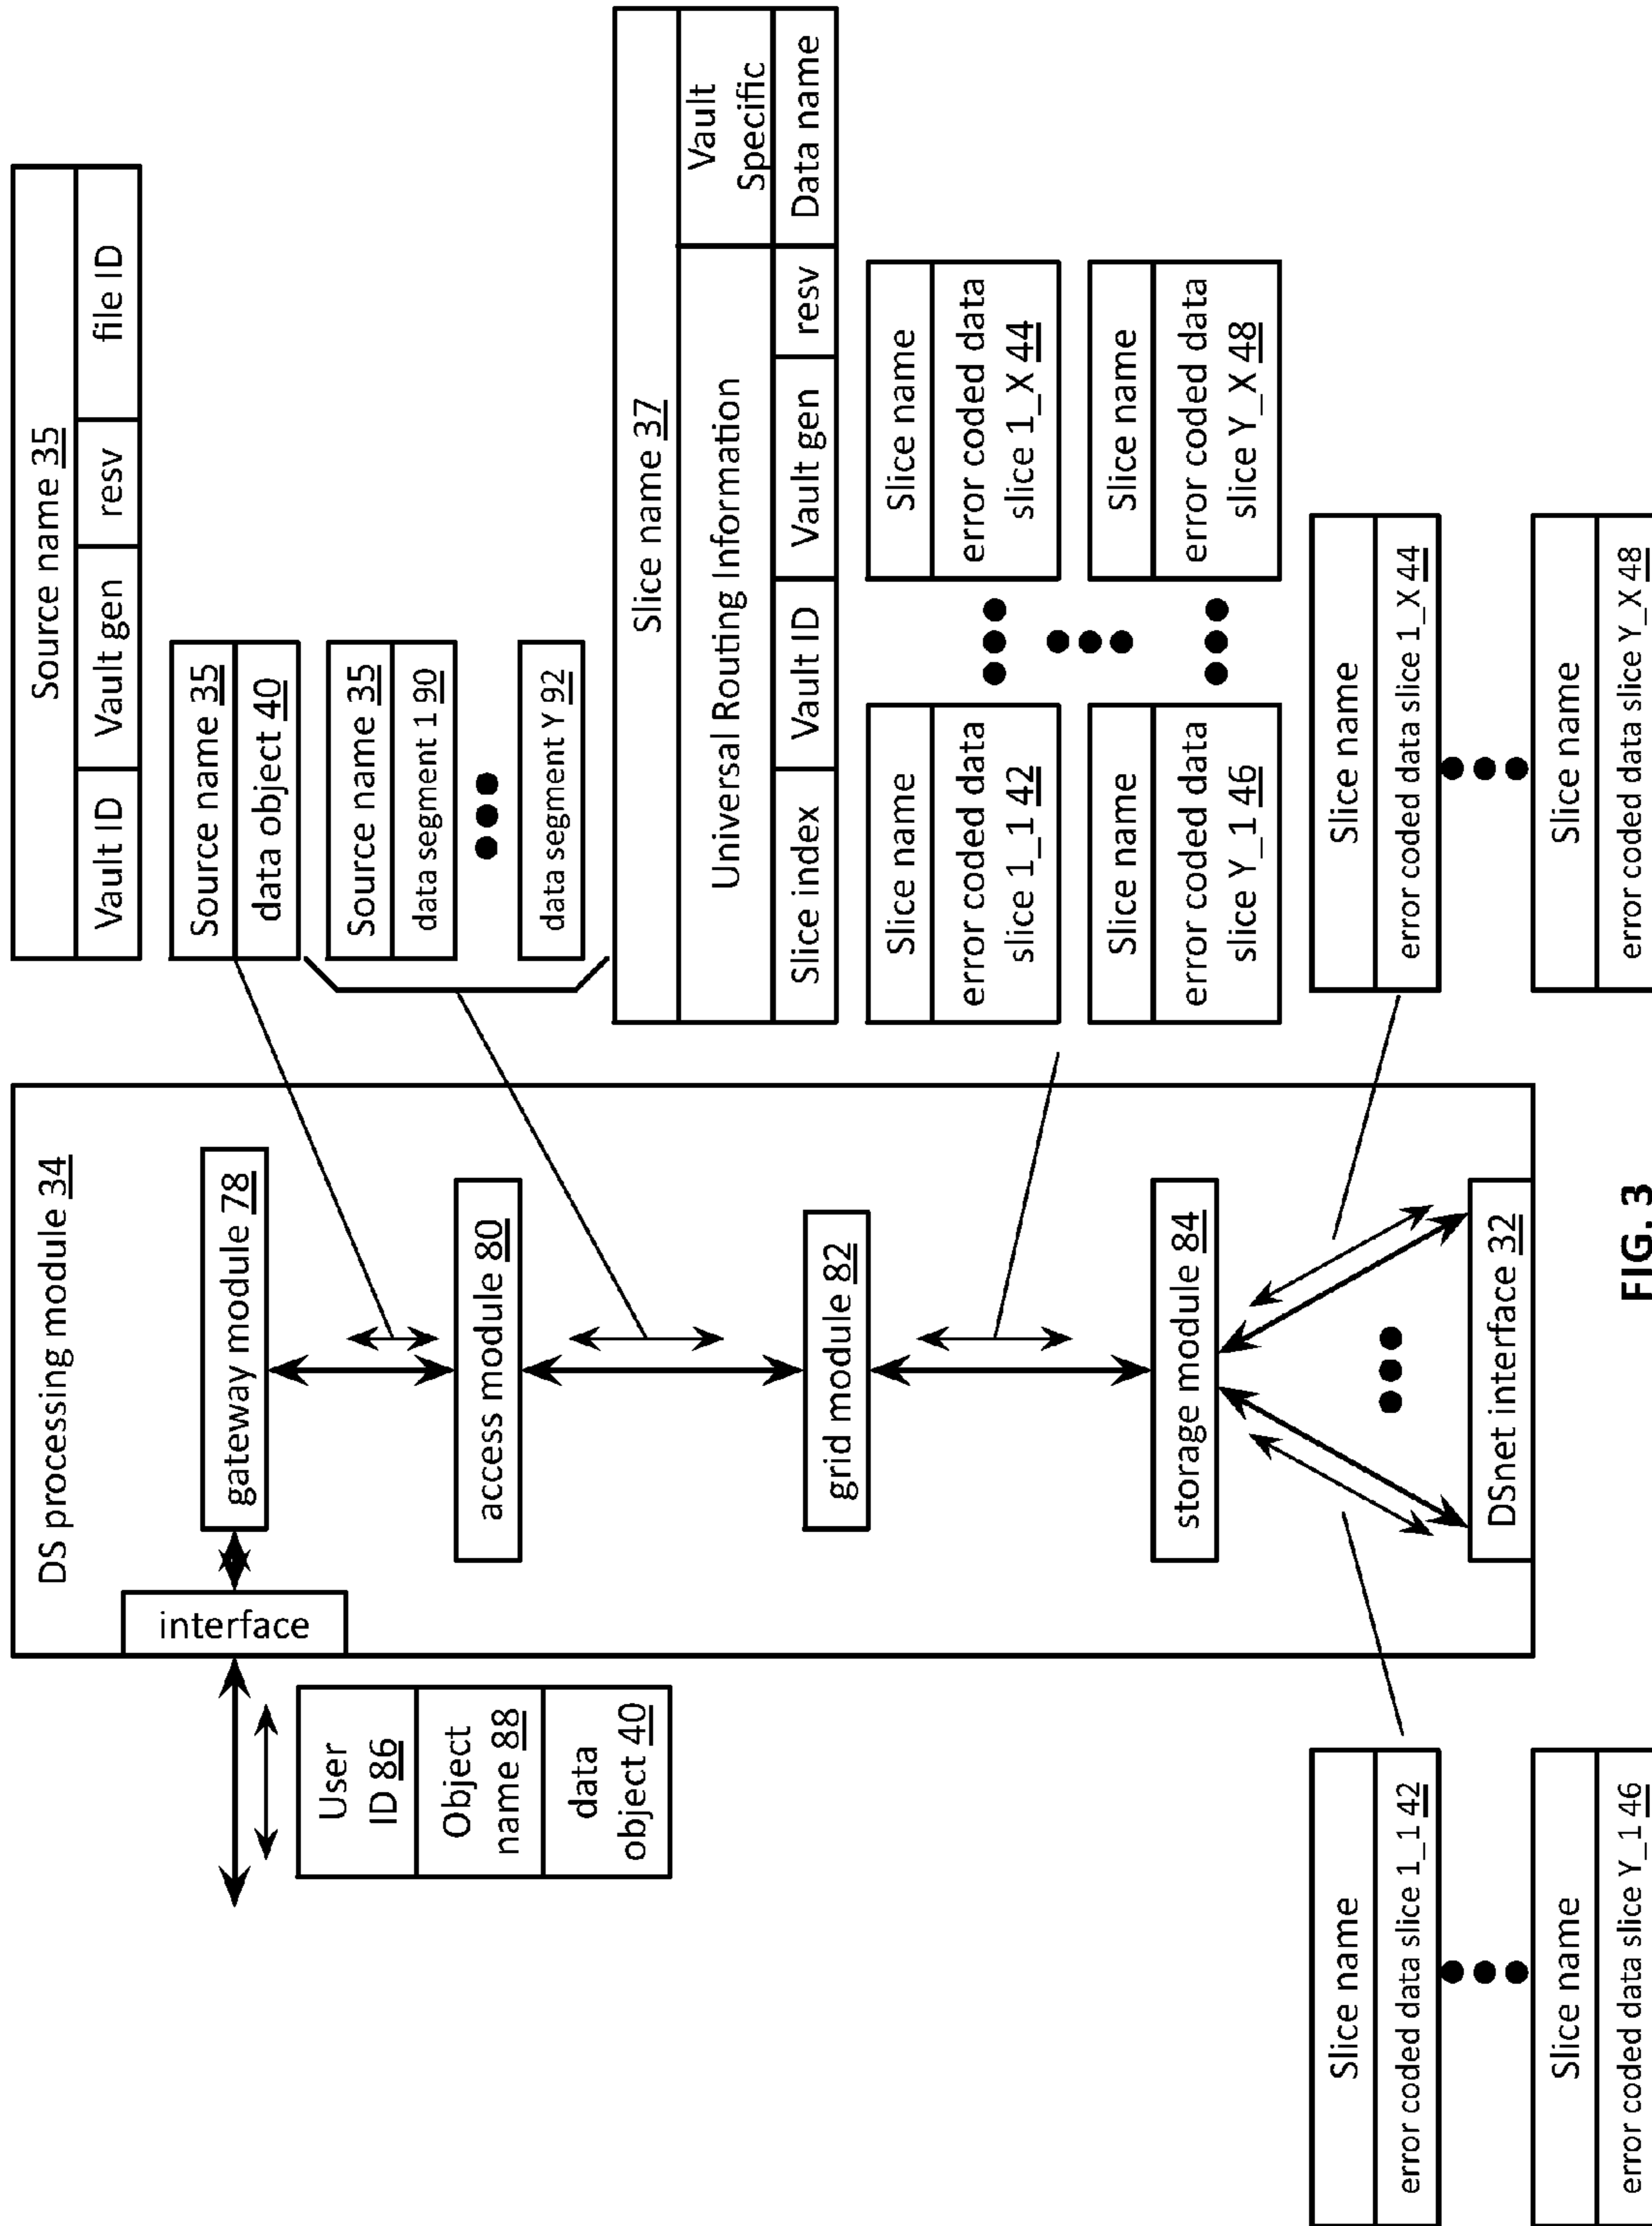 DS processing module 34
interface
gateway module 78
access module 80
grid module 82
storage module 84
DSnet interface 32
User
ID 86
Object
name 88
data
object 40
Source name 35
Vault ID
Vault gen
resv
file ID
Source name 35
data object 40
Source name 35
data segment 1 90
data segment Y 92
Slice name 37
Universal Routing Information
Vault
Specific
Slice index
Vault ID
Vault gen
resv
Data name
Slice name
error coded data
slice 1_1 42
Slice name
error coded data
slice 1_X 44
Slice name
error coded data
slice Y_1 46
Slice name
error coded data
slice Y_X 48
Slice name
error coded data slice 1_1 42
Slice name
error coded data slice Y_1 46
Slice name
error coded data slice 1_X 44
Slice name
error coded data slice Y_X 48
FIG. 3